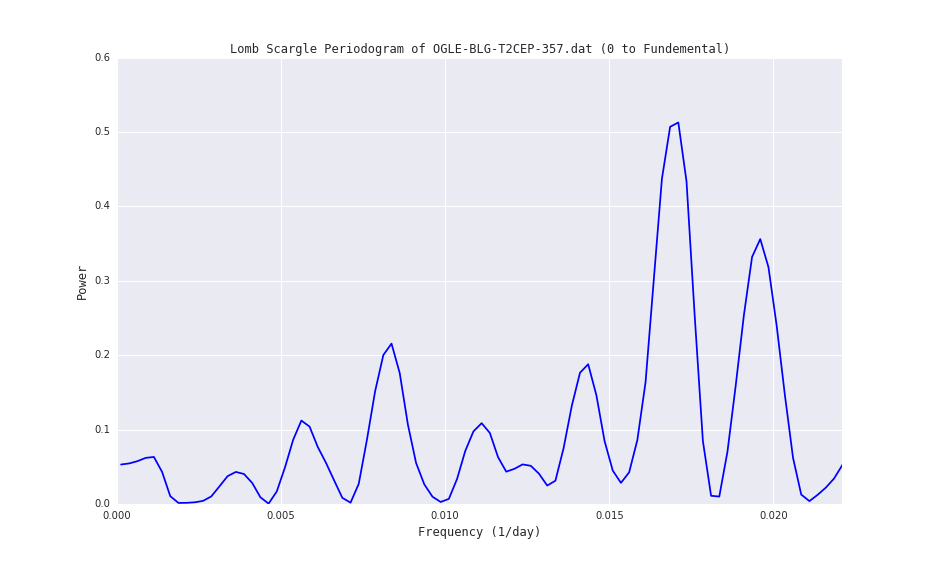 Lomb Scargle Periodogram of OGLE-BLG-T2CEP-357.dat (0 to Fundemental)
0.6
0.5
0.4
0.3
0.2
0.1
0.0
Power
0.000 0.005 0.010 0.015 0.020
Frequency (1/day)